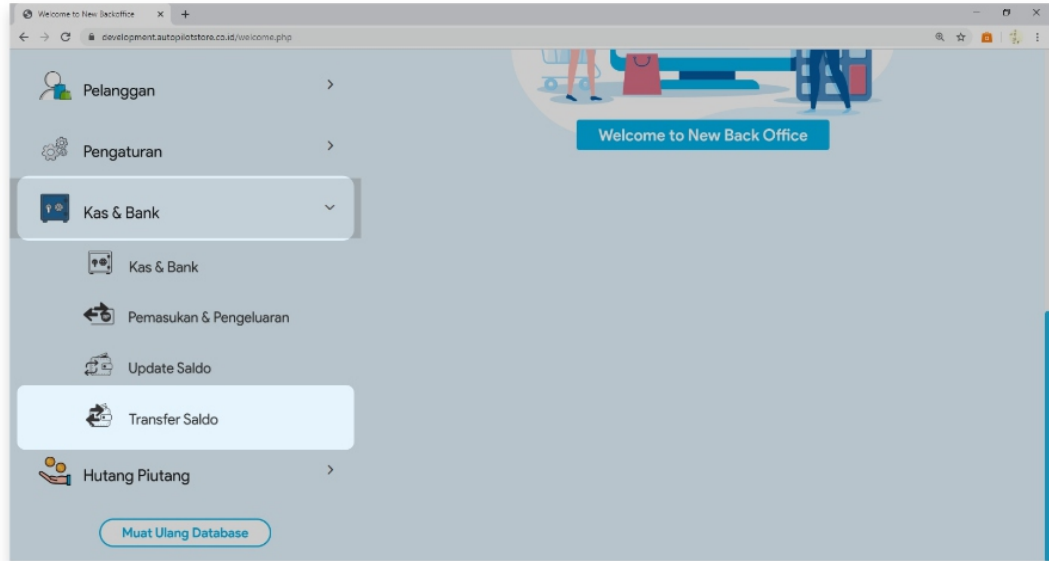 Welcome to New Backoffice
development.autopilotstore.co.id/welcome.php
Pelanggan
Welcome to New Back Office
Pengaturan
Kas & Bank
Kas & Bank
Pemasukan & Pengeluaran
Update Saldo
Transfer Saldo
Hutang Piutang
Muat Ulang Database